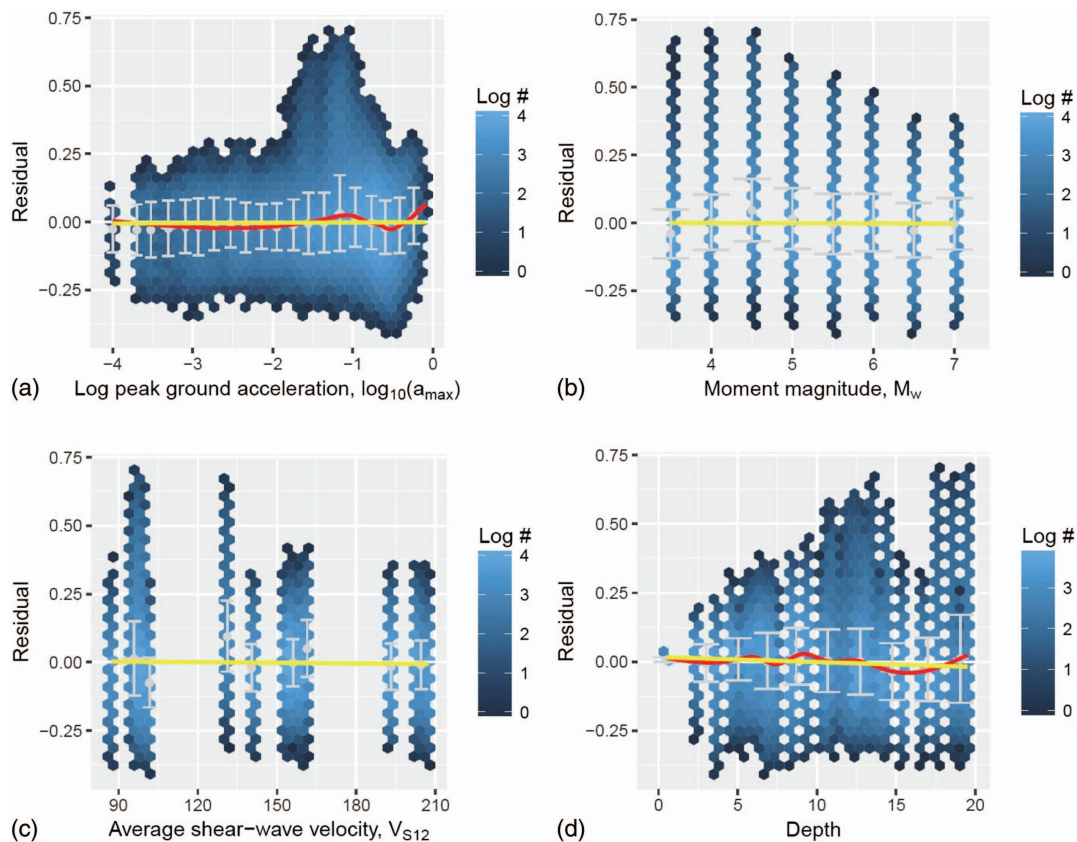 0.75
0.50
0.25
0.00
−0.25
Residual
−4 −3 −2 −1 0
(a) Log peak ground acceleration, log10(amax)
Log #
4
3
2
1
0
0.75
0.50
0.25
0.00
−0.25
Residual
4 5 6 7
(b) Moment magnitude, Mw
Log #
4
3
2
1
0
0.75
0.50
0.25
0.00
−0.25
Residual
90 120 150 180 210
(c) Average shear−wave velocity, VS12
Log #
4
3
2
1
0
0.75
0.50
0.25
0.00
−0.25
Residual
0 5 10 15 20
(d) Depth
Log #
3
2
1
0